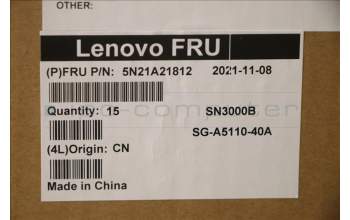 OTHER:
Lenovo FRU
(P)FRU P/N: 5N21A21812 2021-11-08
Quantity: 15 SN3000B
SG-A5110-40A
(4L)Origin: CN
Made in China